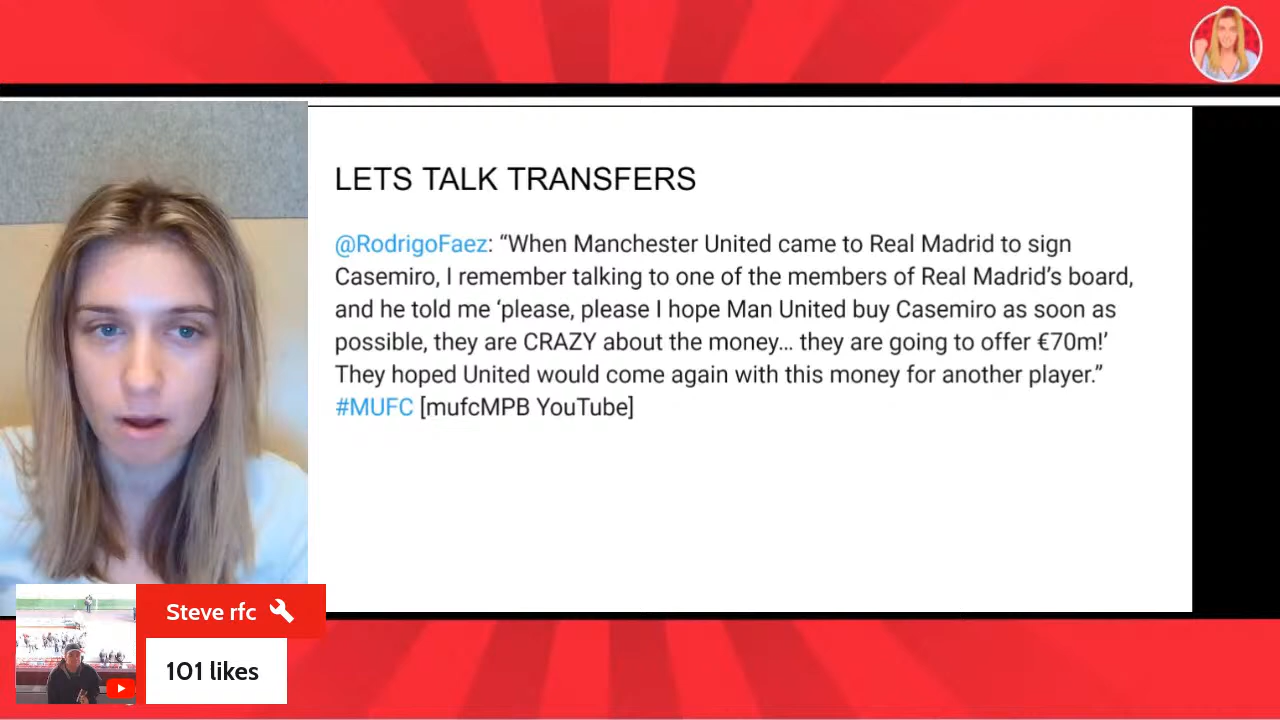 LETS TALK TRANSFERS
@RodrigoFaez: “When Manchester United came to Real Madrid to sign
Casemiro, I remember talking to one of the members of Real Madrid’s board,
and he told me ‘please, please I hope Man United buy Casemiro as soon as
possible, they are CRAZY about the money... they are going to offer €70m!’
They hoped United would come again with this money for another player.”
#MUFC [mufcMPB YouTube]
Steve rfc
101 likes